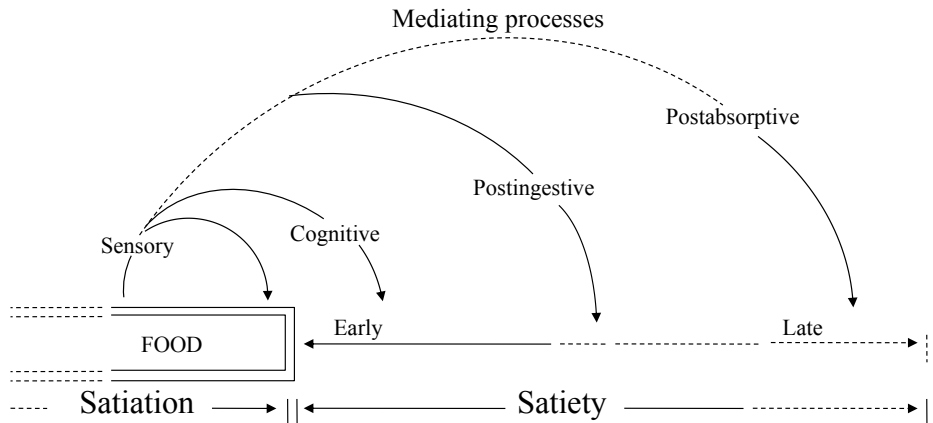 Mediating processes
Postabsorptive
Postingestive
Cognitive
Sensory
Early
Late
FOOD
Satiation
Satiety